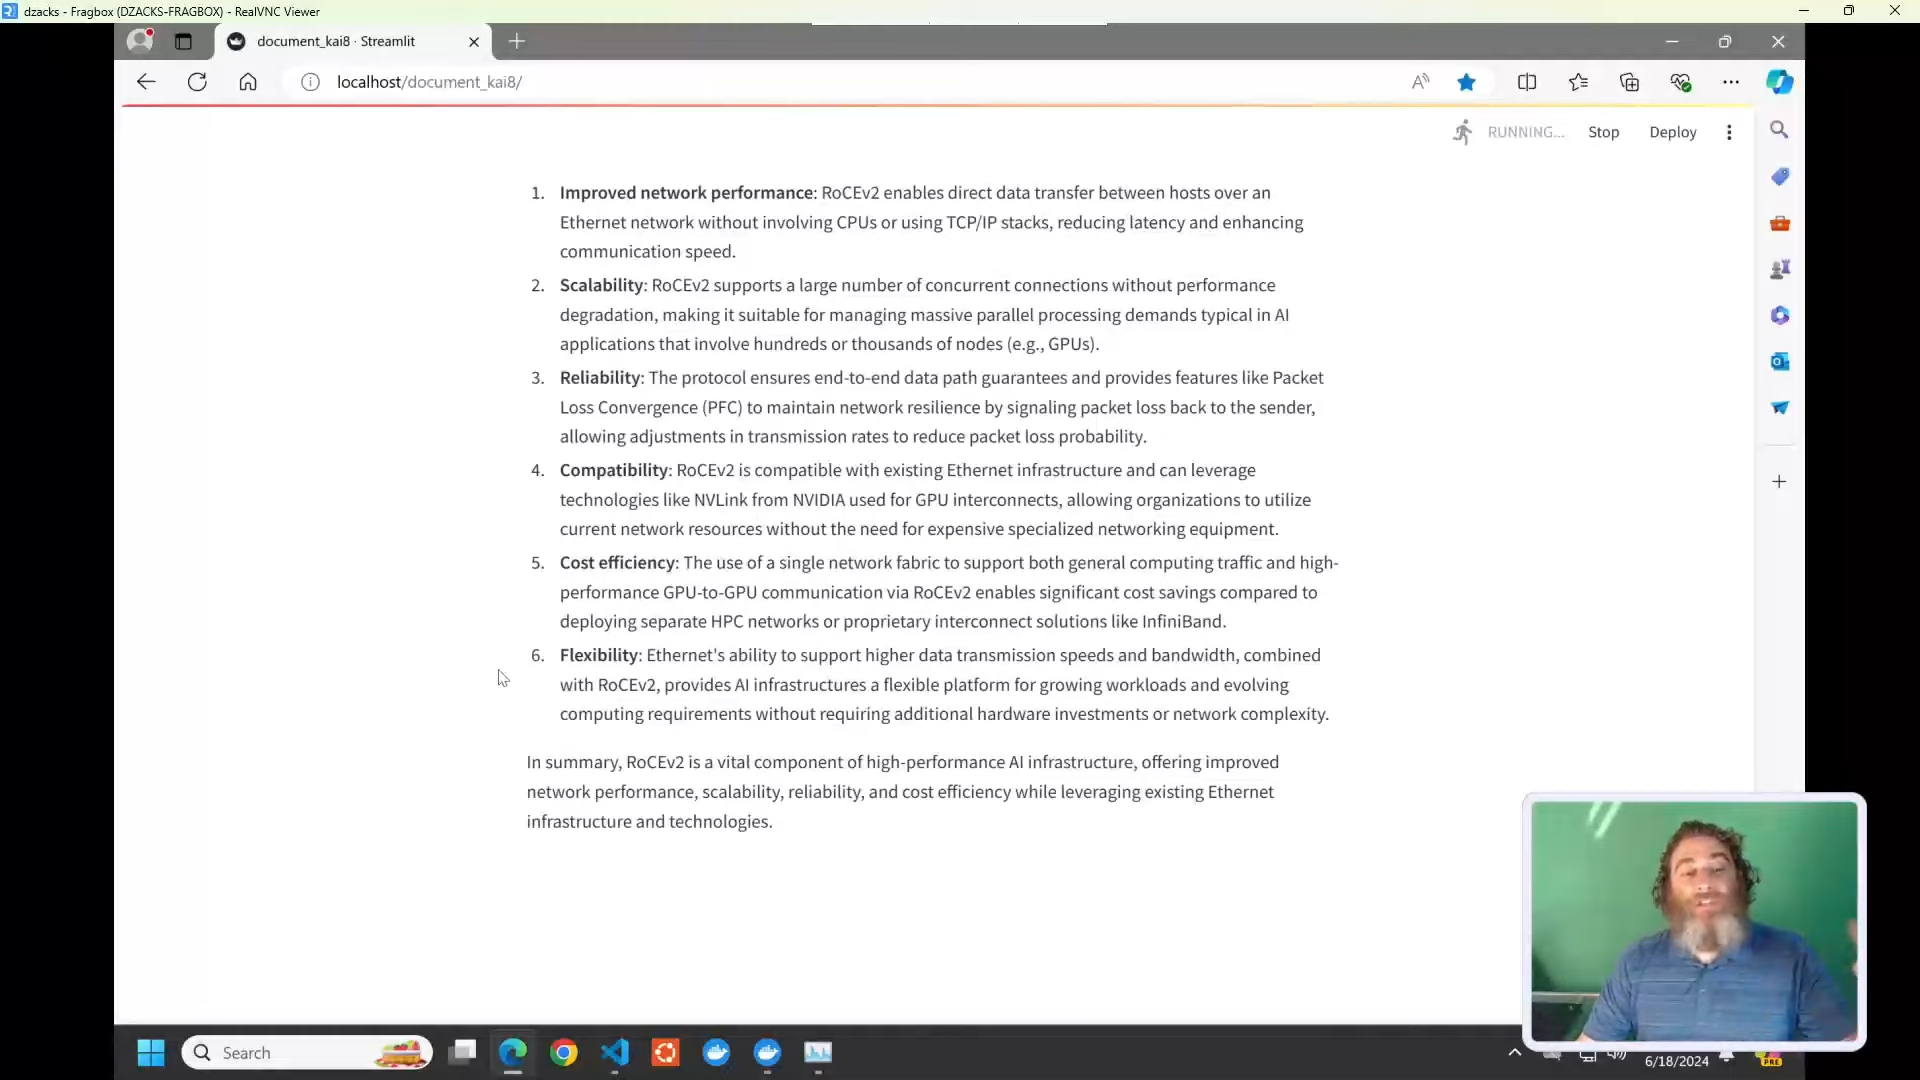 dzacks - Fragbox (DZACKS-FRAGBOX) - RealVNC Viewer
document_kai8 · Streamlit
localhost/document_kai8/
RUNNING...
Stop
Deploy
1. Improved network performance: RoCEv2 enables direct data transfer between hosts over an
Ethernet network without involving CPUs or using TCP/IP stacks, reducing latency and enhancing
communication speed.
2. Scalability: RoCEv2 supports a large number of concurrent connections without performance
degradation, making it suitable for managing massive parallel processing demands typical in AI
applications that involve hundreds or thousands of nodes (e.g., GPUs).
3. Reliability: The protocol ensures end-to-end data path guarantees and provides features like Packet
Loss Convergence (PFC) to maintain network resilience by signaling packet loss back to the sender,
allowing adjustments in transmission rates to reduce packet loss probability.
4. Compatibility: RoCEv2 is compatible with existing Ethernet infrastructure and can leverage
technologies like NVLink from NVIDIA used for GPU interconnects, allowing organizations to utilize
current network resources without the need for expensive specialized networking equipment.
5. Cost efficiency: The use of a single network fabric to support both general computing traffic and high-
performance GPU-to-GPU communication via RoCEv2 enables significant cost savings compared to
deploying separate HPC networks or proprietary interconnect solutions like InfiniBand.
6. Flexibility: Ethernet's ability to support higher data transmission speeds and bandwidth, combined
with RoCEv2, provides AI infrastructures a flexible platform for growing workloads and evolving
computing requirements without requiring additional hardware investments or network complexity.
In summary, RoCEv2 is a vital component of high-performance AI infrastructure, offering improved
network performance, scalability, reliability, and cost efficiency while leveraging existing Ethernet
infrastructure and technologies.
Search
6/18/2024
PRE